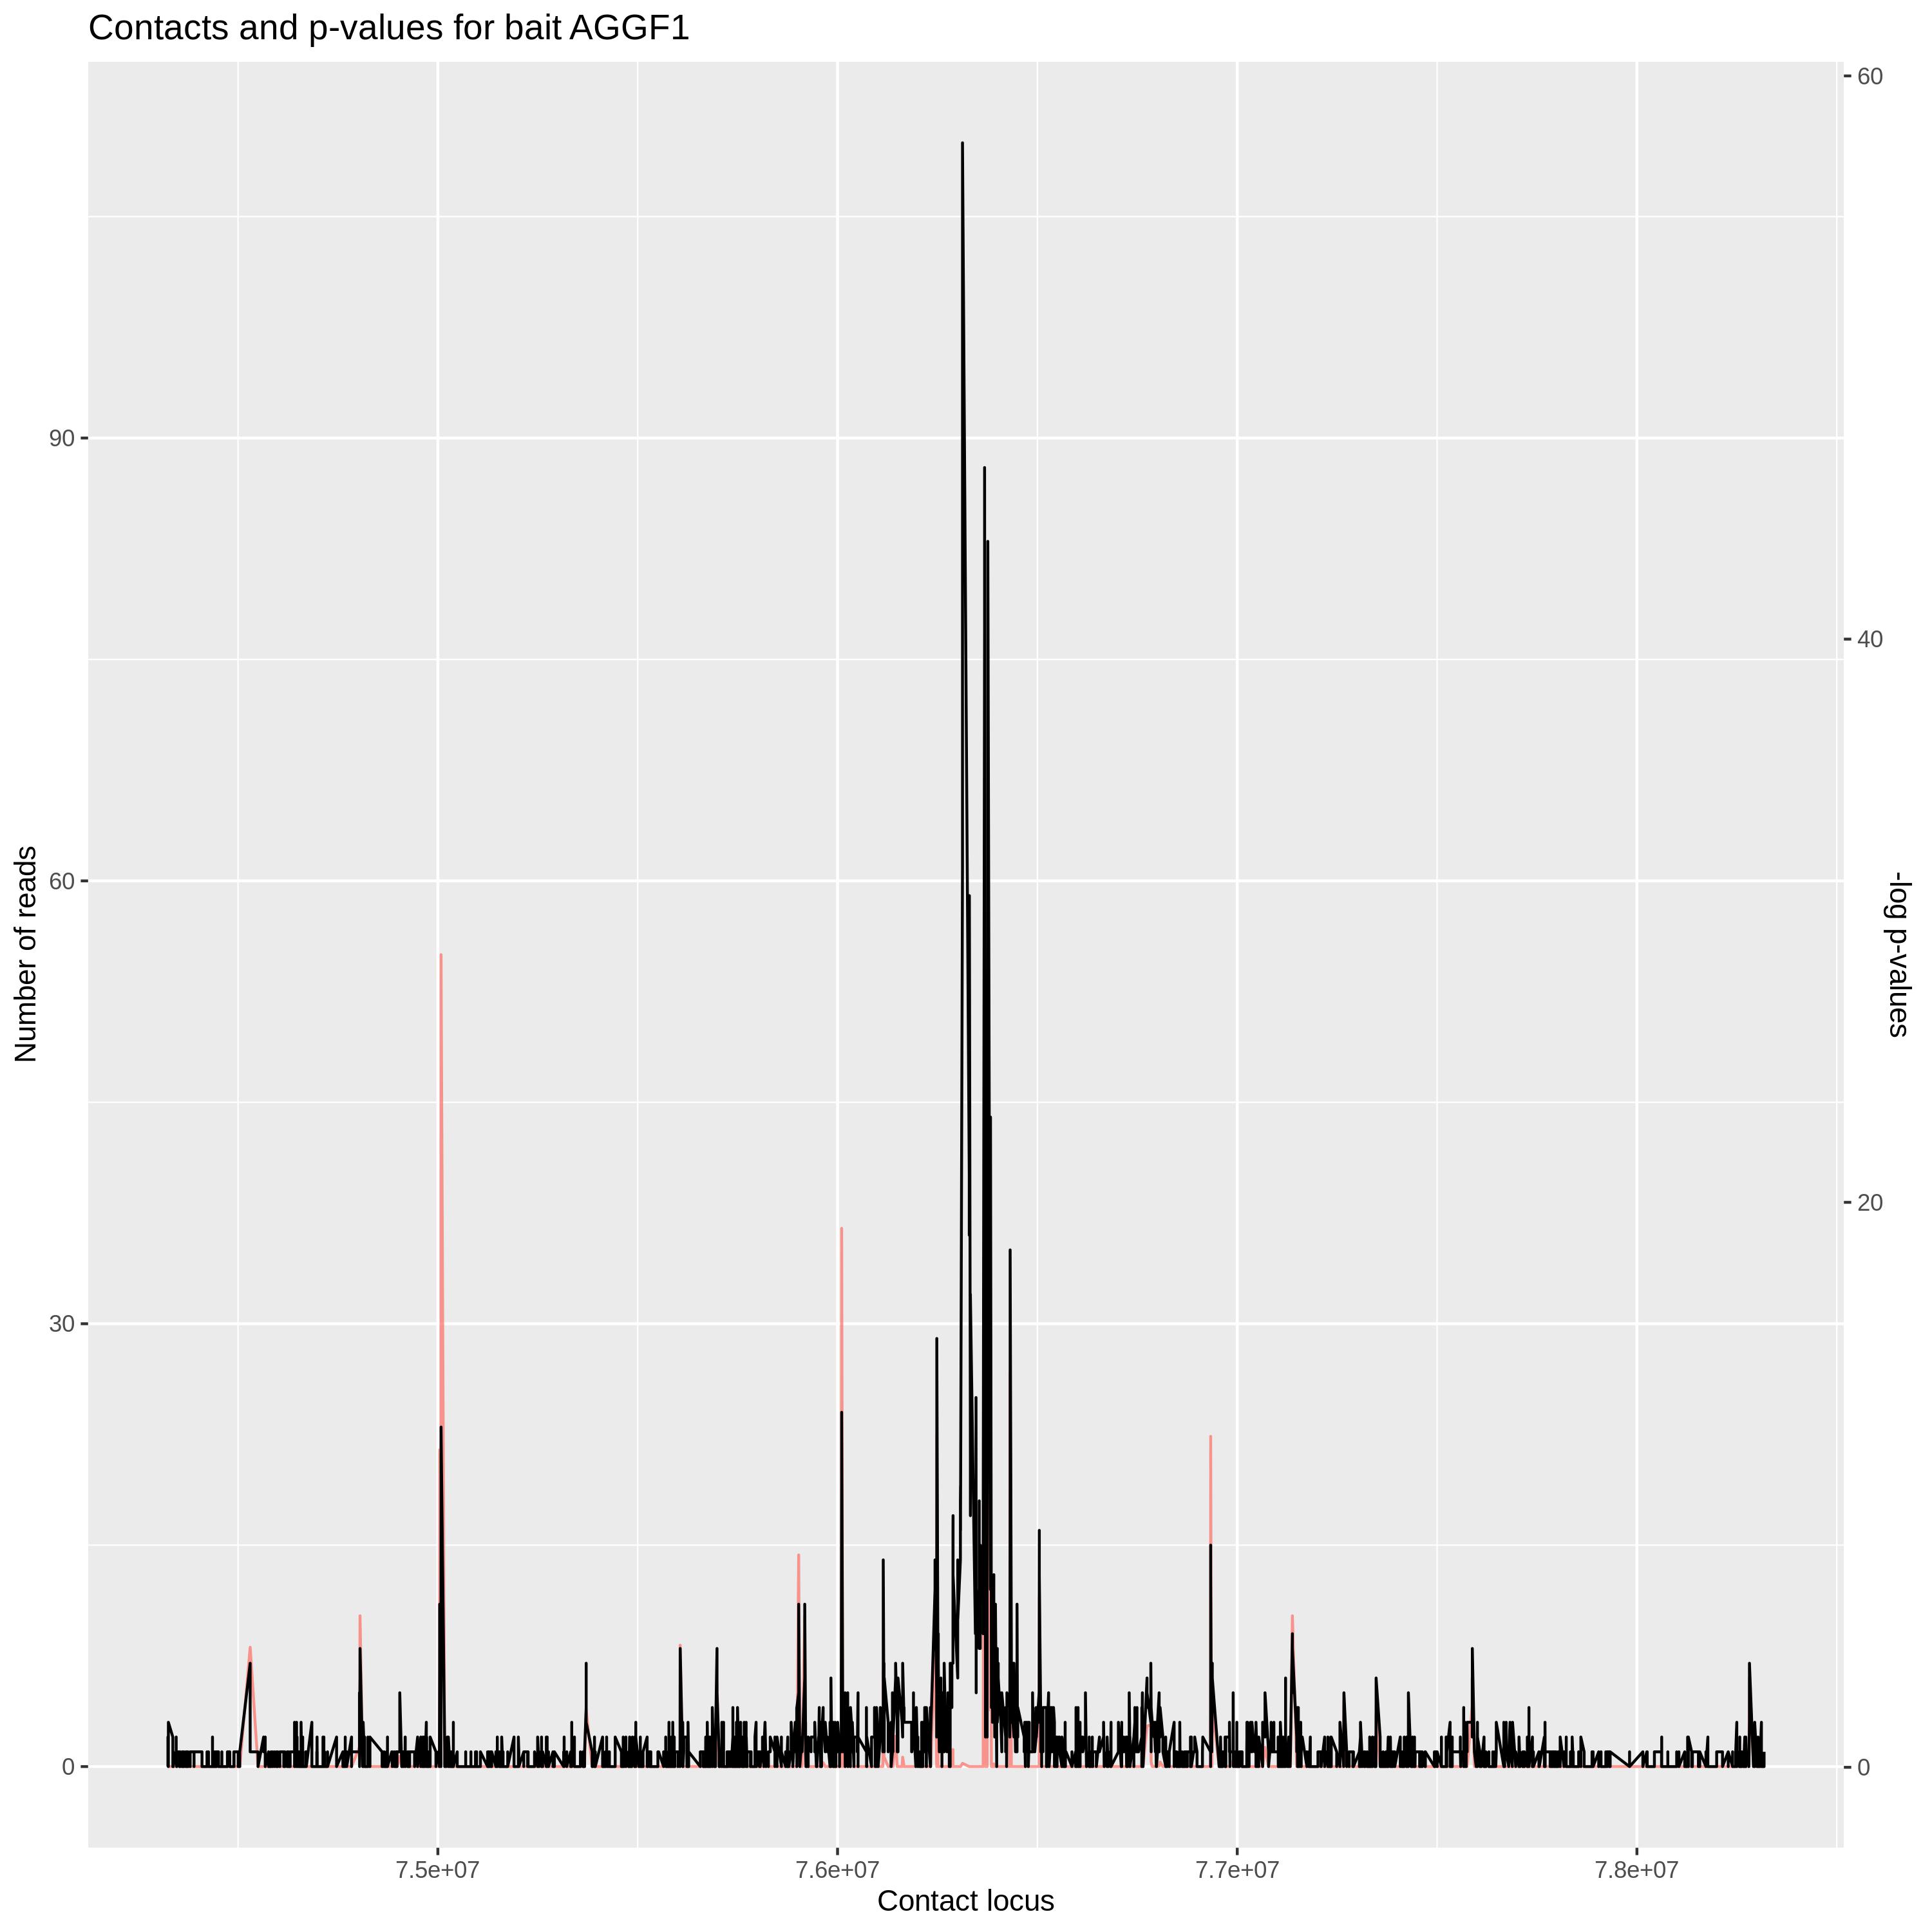 Contacts and p-values for bait AGGF1
Number of reads
90
60
30
0
60
40
20
0
-log p-values
7.5e+07 7.6e+07 7.7e+07 7.8e+07
Contact locus